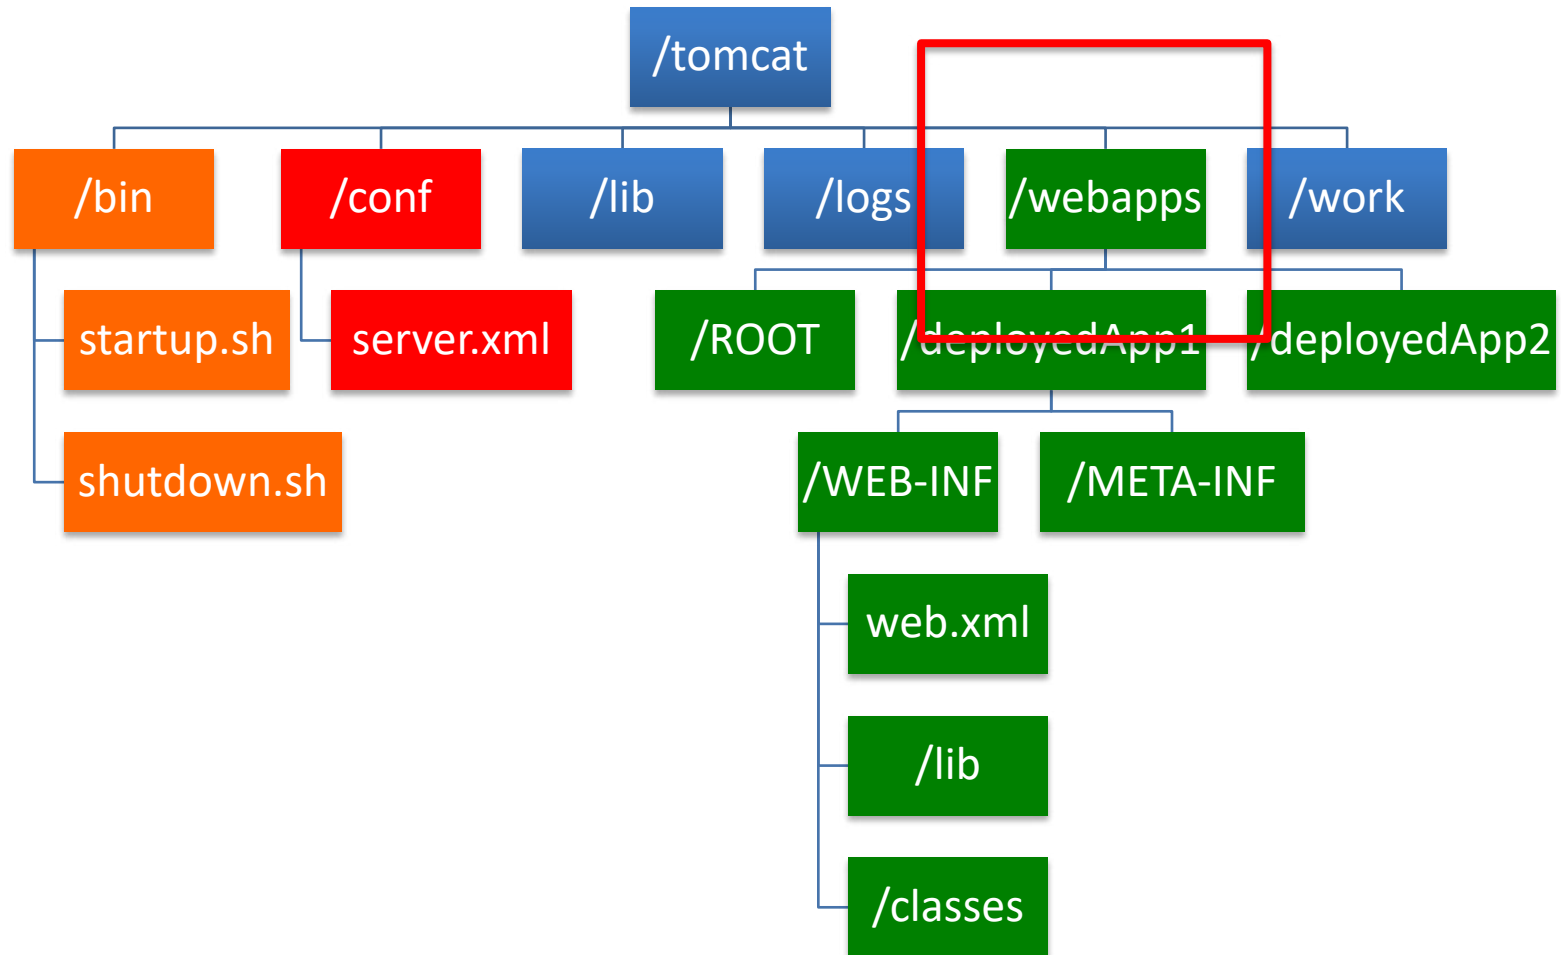 /tomcat
/bin
/conf
/lib
/logs
/webapps
/work
startup.sh
server.xml
/ROOT
/deployedApp1
/deployedApp2
shutdown.sh
/WEB-INF
/META-INF
web.xml
/lib
/classes